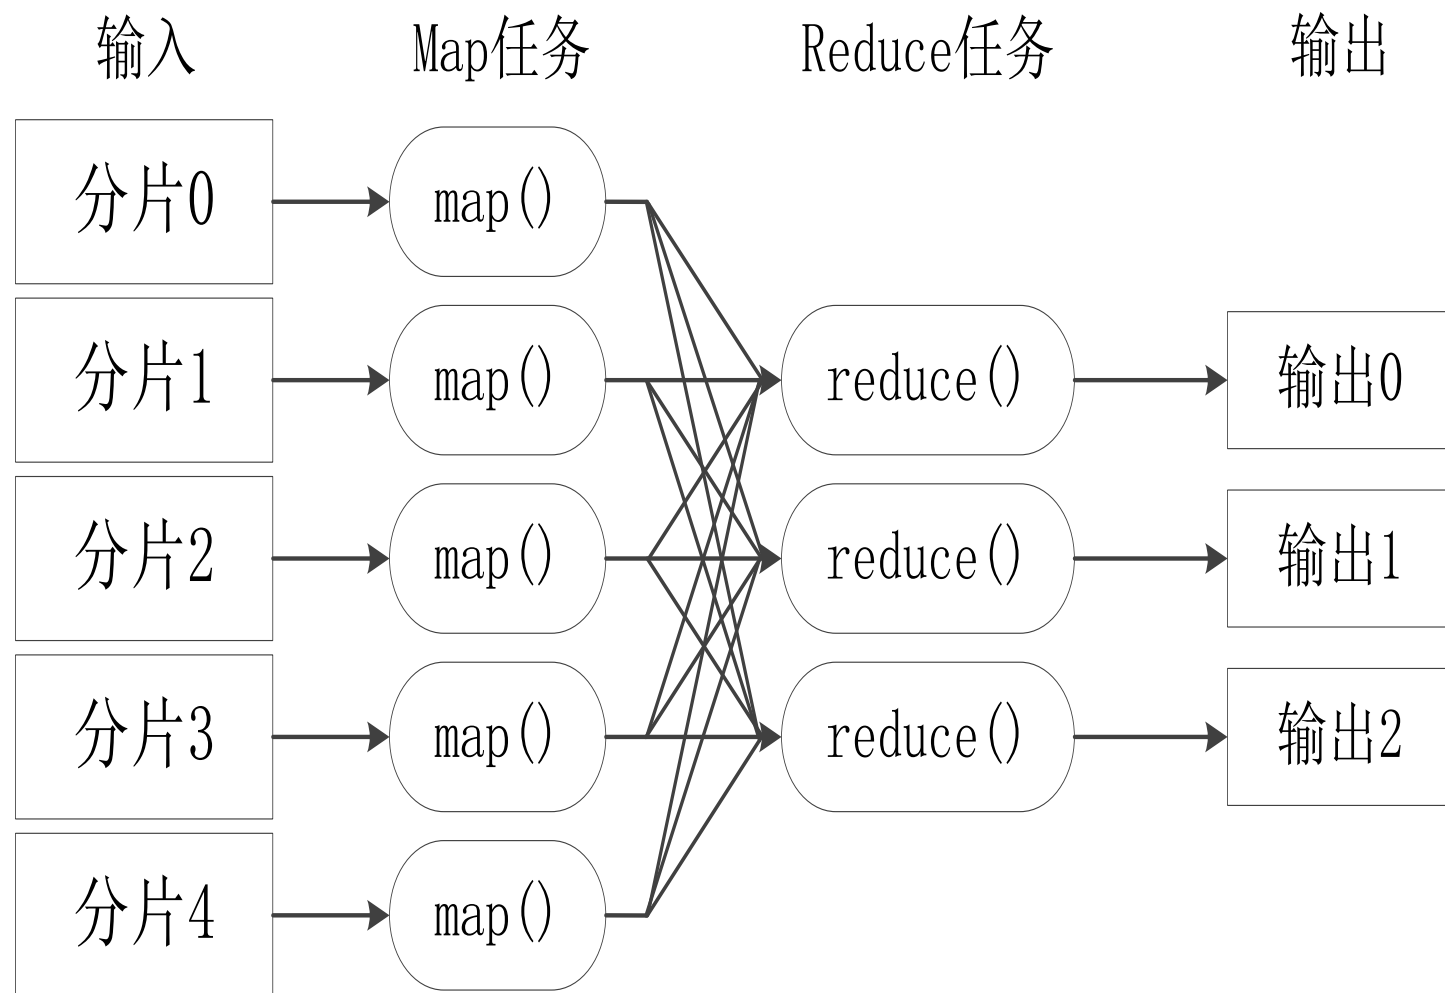 输入 Map任务 Reduce任务 输出
分片0 map()
分片1 map() reduce() 输出0
分片2 map() reduce() 输出1
分片3 map() reduce() 输出2
分片4 map()